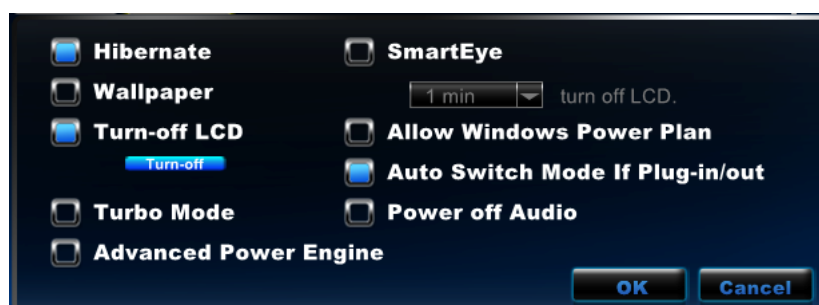 Hibernate
SmartEye
Wallpaper
1 min turn off LCD.
Turn-off LCD
Allow Windows Power Plan
Turn-off
Auto Switch Mode If Plug-in/out
Turbo Mode
Power off Audio
Advanced Power Engine
OK
Cancel